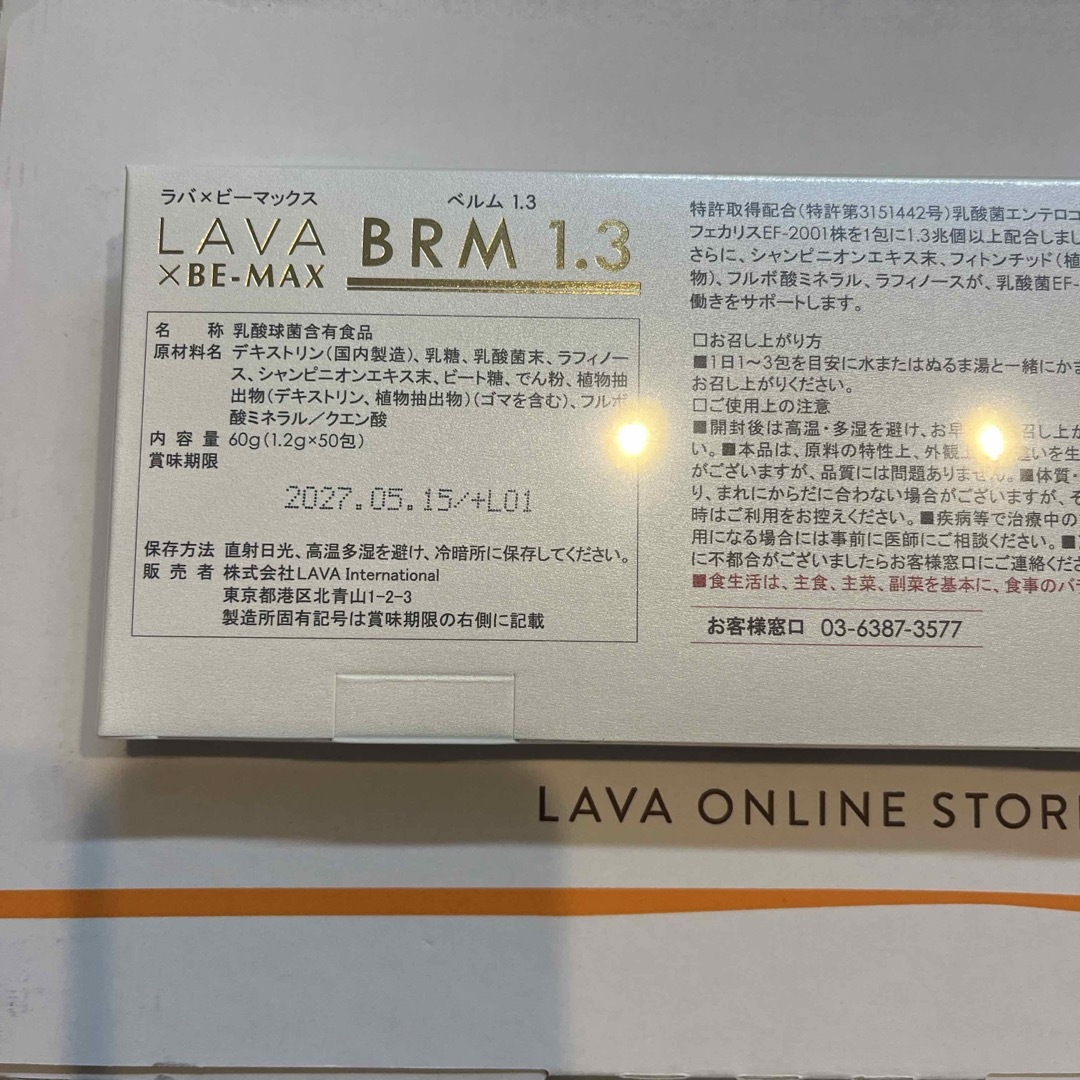 ラバ×ビーマックス
LAVA
×BE-MAX
ベルム 1.3
BRM 1.3
名 称 乳酸球菌含有食品
原材料名 デキストリン(国内製造)、乳糖、乳酸菌末、ラフィノー
ス、シャンピニオンエキス末、ビート糖、でん粉、植物抽
出物(デキストリン、植物抽出物)(ゴマを含む)、フルボ
酸ミネラル/クエン酸
内 容 量 60g(1.2g×50包)
賞味期限
2027.05.15/+L01
保存方法 直射日光、高温多湿を避け、冷暗所に保存してください。
販 売 者 株式会社LAVA International
東京都港区北青山1-2-3
製造所固有記号は賞味期限の右側に記載
特許取得配合(特許第3151442号)乳酸菌エンテロコ
フェカリスEF-2001株を1包に1.3兆個以上配合しまし
さらに、シャンピニオンエキス末、フィトンチッド(植
物)、フルボ酸ミネラル、ラフィノースが、乳酸菌EF-
働きをサポートします。
□お召し上がり方
■1日1~3包を目安に水またはぬるま湯と一緒にかま
お召し上がりください。
□ご使用上の注意
■開封後は高温・多湿を避け、お早 召し上が
い。■本品は、原料の特性上、外観上 違いを生
がございますが、品質には問題ありません。■体質・
り、まれにからだに合わない場合がございますが、そ
時はご利用をお控えください。■疾病等で治療中の
用になる場合には事前に医師にご相談ください。■
に不都合がございましたらお客様窓口にご連絡くださ
■食生活は、主食、主菜、副菜を基本に、食事のバ
お客様窓口 03-6387-3577
LAVA ONLINE STOR